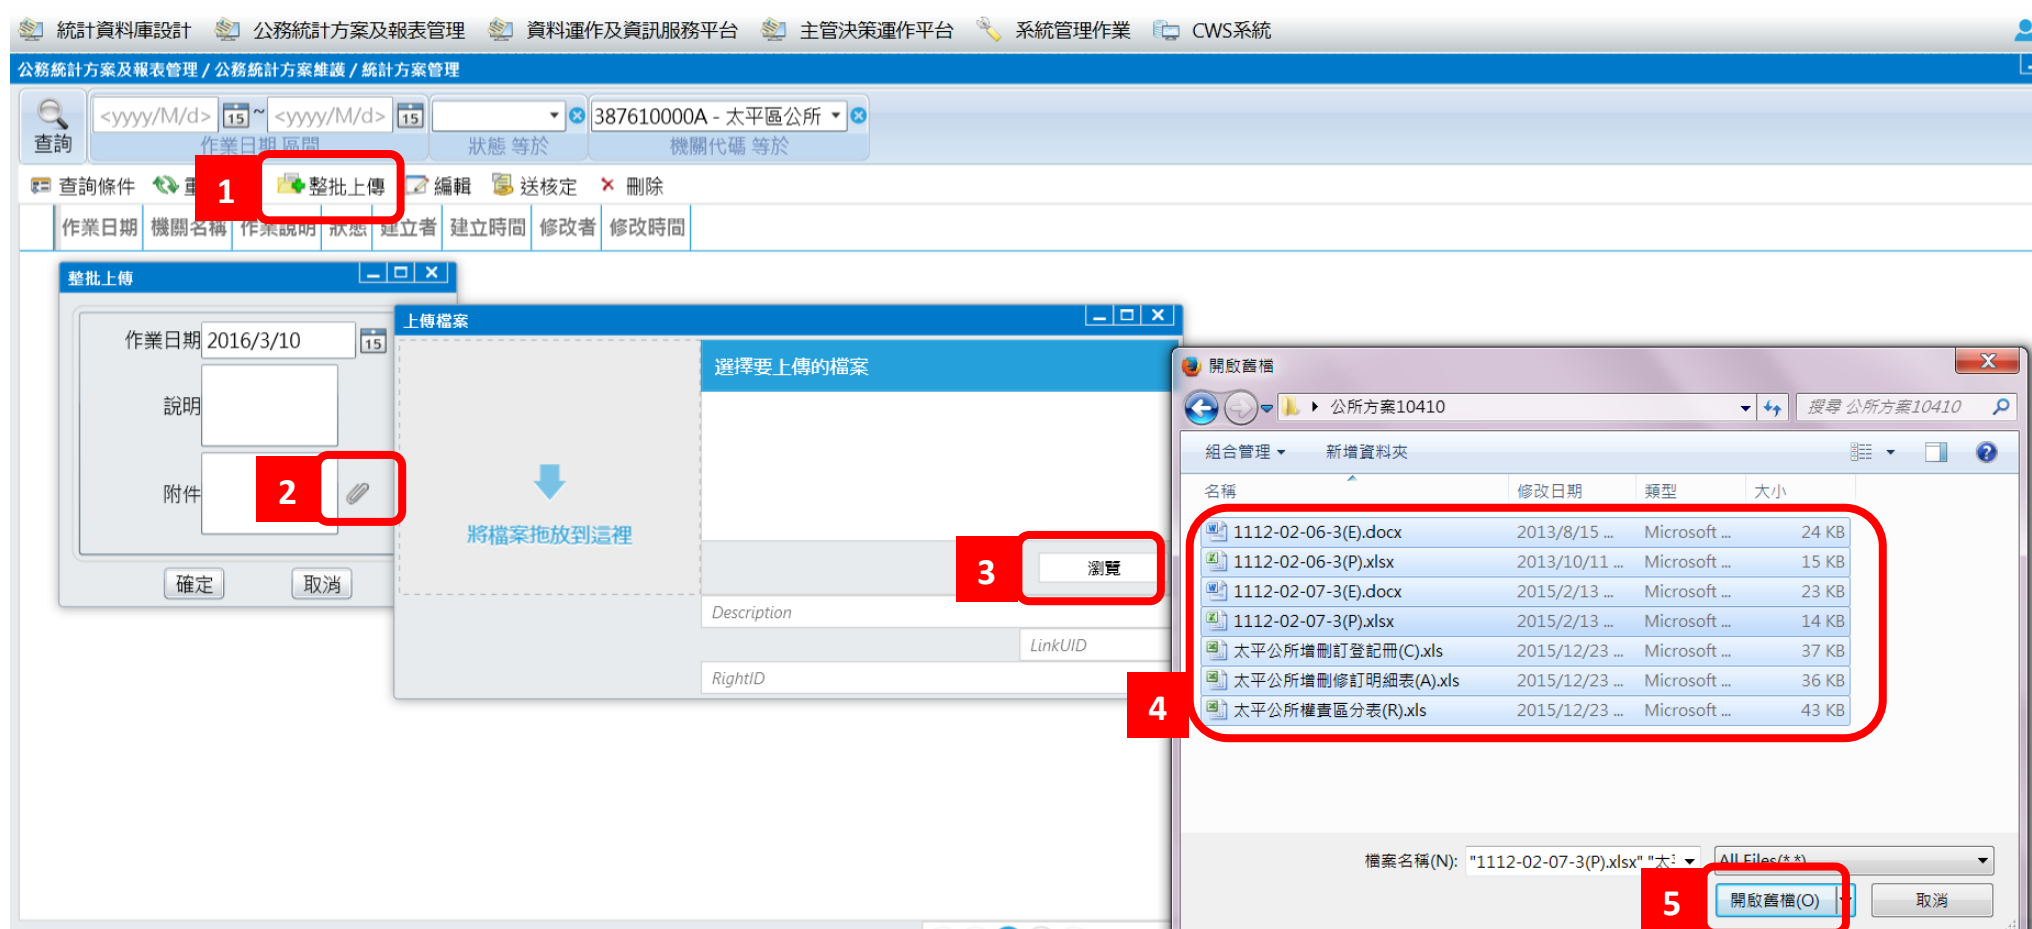 統計資料庫設計 公務統計方案及報表管理 資料運作及資訊服務平台 主管決策運作平台 系統管理作業 CWS系統
公務統計方案及報表管理 / 公務統計方案維護 / 統計方案管理
<yyyy/M/d> 15 ~ <yyyy/M/d> 15 387610000A - 太平區公所
查詢 作業日期 區間 狀態 等於 機關代碼 等於
查詢條件 1 整批上傳 編輯 送核定 刪除
作業日期 機關名稱 作業說明 狀態 建立者 建立時間 修改者 修改時間
整批上傳
作業日期 2016/3/10 15
說明
附件 2
確定 取消
上傳檔案
選擇要上傳的檔案
將檔案拖放到這裡
3 瀏覽
Description
LinkUID
RightID
開啟舊檔
公所方案10410 搜尋 公所方案10410
組合管理 新增資料夾
名稱 修改日期 類型 大小
1112-02-06-3(E).docx 2013/8/15 ... Microsoft ... 24 KB
1112-02-06-3(P).xlsx 2013/10/11 ... Microsoft ... 15 KB
1112-02-07-3(E).docx 2015/2/13 ... Microsoft ... 23 KB
1112-02-07-3(P).xlsx 2015/2/13 ... Microsoft ... 14 KB
太平公所增刪訂登記冊(C).xls 2015/12/23 ... Microsoft ... 37 KB
太平公所增刪修訂明細表(A).xls 2015/12/23 ... Microsoft ... 36 KB
太平公所權責區分表(R).xls 2015/12/23 ... Microsoft ... 43 KB
4
檔案名稱(N): "1112-02-07-3(P).xlsx" "太 All Files(*.*)
5 開啟舊檔(O) 取消